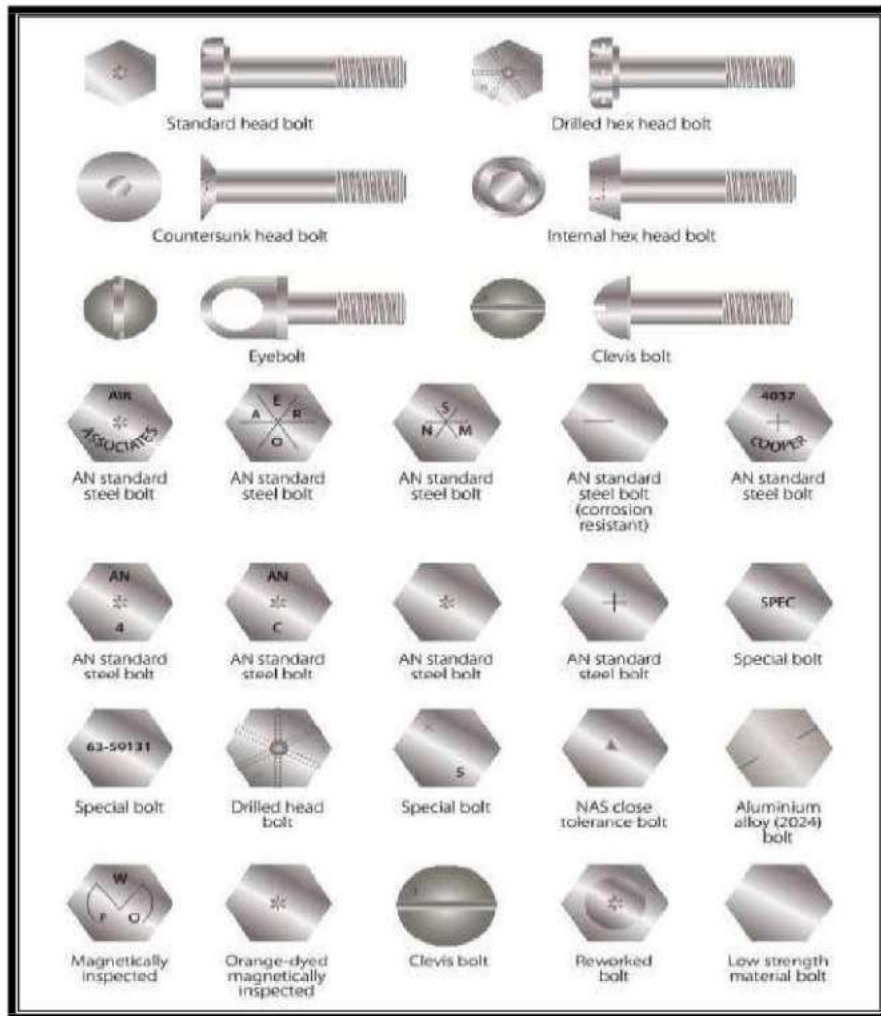 Standard head bolt
Drilled hex head bolt
Countersunk head bolt
Internal hex head bolt
Eyebolt
Clevis bolt
AIR
ASSOCIATES
E
A R
O
S
N M
4037
COOPER
AN standard
steel bolt
AN standard
steel bolt
AN standard
steel bolt
AN standard
steel bolt
(corrosion
resistant)
AN standard
steel bolt
AN
4
AN
C
SPEC
AN standard
steel bolt
AN standard
steel bolt
AN standard
steel bolt
AN standard
steel bolt
Special bolt
63-59131
S
Special bolt
Drilled head
bolt
Special bolt
NAS close
tolerance bolt
Aluminium
alloy (2024)
bolt
W
F O
Magnetically
inspected
Orange-dyed
magnetically
inspected
Clevis bolt
Reworked
bolt
Low strength
material bolt